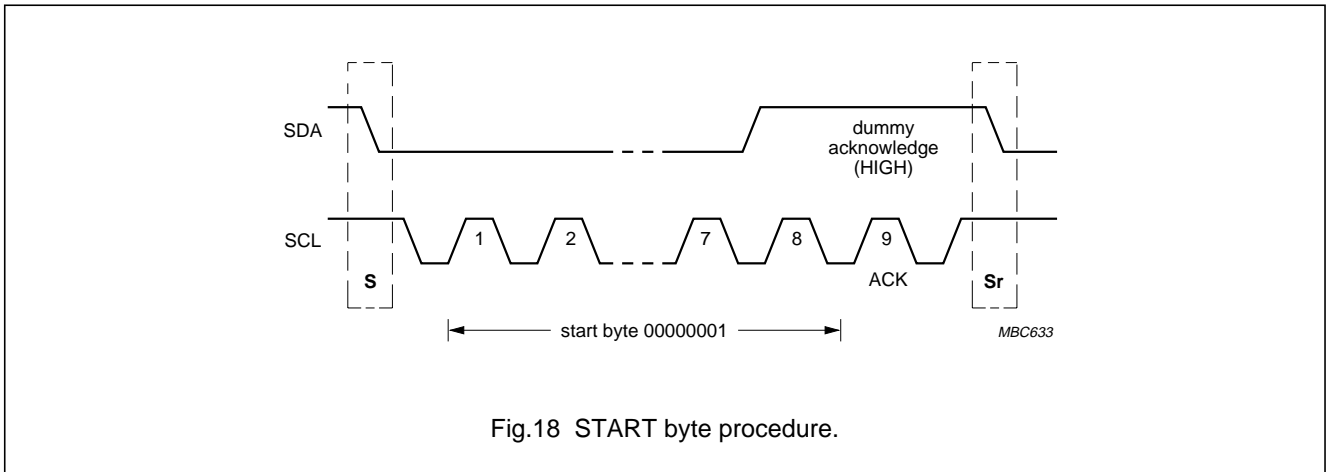 SDA
dummy
acknowledge
(HIGH)
SCL
1
2
7
8
9
S
ACK
Sr
start byte 00000001
MBC633
Fig.18 START byte procedure.